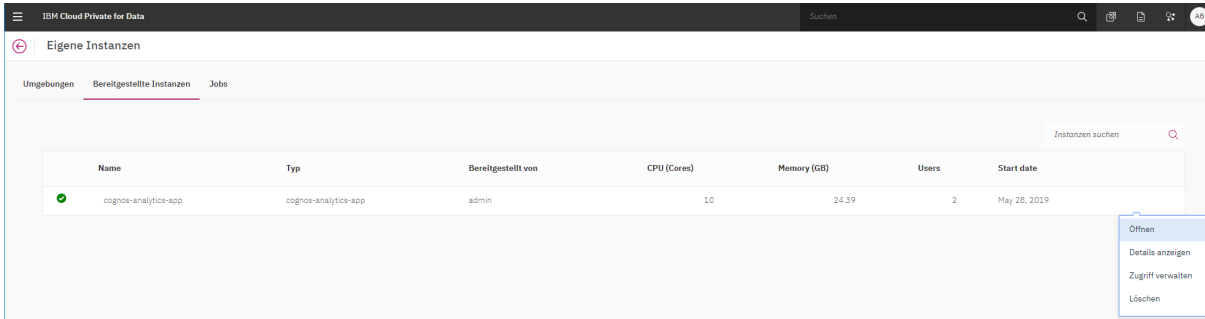 IBM Cloud Private for Data Suchen AB
Eigene Instanzen
Umgebungen Bereitgestellte Instanzen Jobs
Instanzen suchen
Name Typ Bereitgestellt von CPU (Cores) Memory (GB) Users Start date
cognos-analytics-app cognos-analytics-app admin 10 24.39 2 May 28, 2019
Öffnen
Details anzeigen
Zugriff verwalten
Löschen